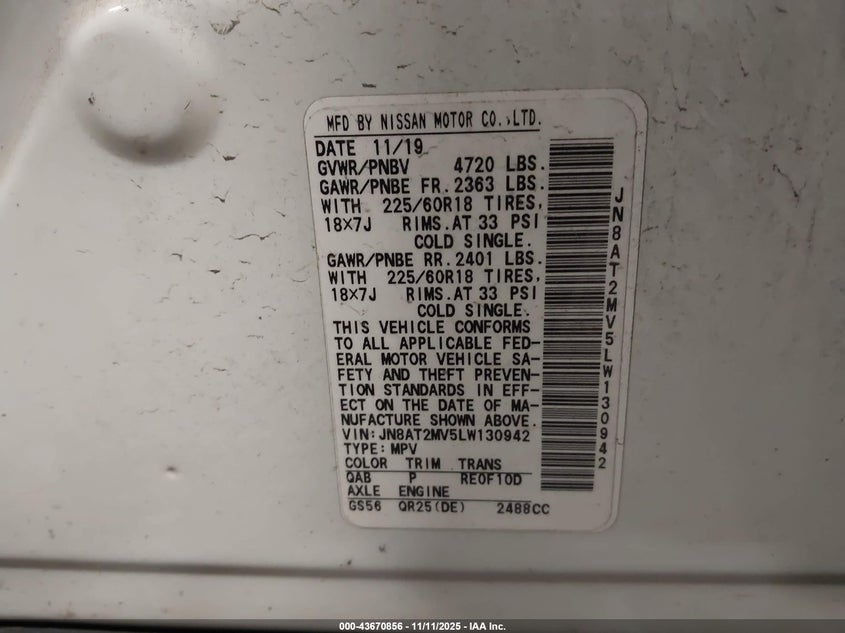 MFD BY NISSAN MOTOR CO.,LTD.
DATE 11/19
GVWR/PNBV 4720 LBS.
GAWR/PNBE FR. 2363 LBS.
WITH 225/60R18 TIRES,
18×7J RIMS.AT 33 PSI
COLD SINGLE.
GAWR/PNBE RR. 2401 LBS.
WITH 225/60R18 TIRES,
18×7J RIMS.AT 33 PSI
COLD SINGLE.
THIS VEHICLE CONFORMS
TO ALL APPLICABLE FED-
ERAL MOTOR VEHICLE SA-
FETY AND THEFT PREVEN-
TION STANDARDS IN EFF-
ECT ON THE DATE OF MA-
NUFACTURE SHOWN ABOVE.
VIN:JN8AT2MV5LW130942
TYPE:MPV
COLOR TRIM TRANS
QAB P RE0F10D
AXLE ENGINE
GS56 QR25(DE) 2488CC
JN8AT2MV5LW130942
000-43670856 - 11/11/2025 - IAA Inc.